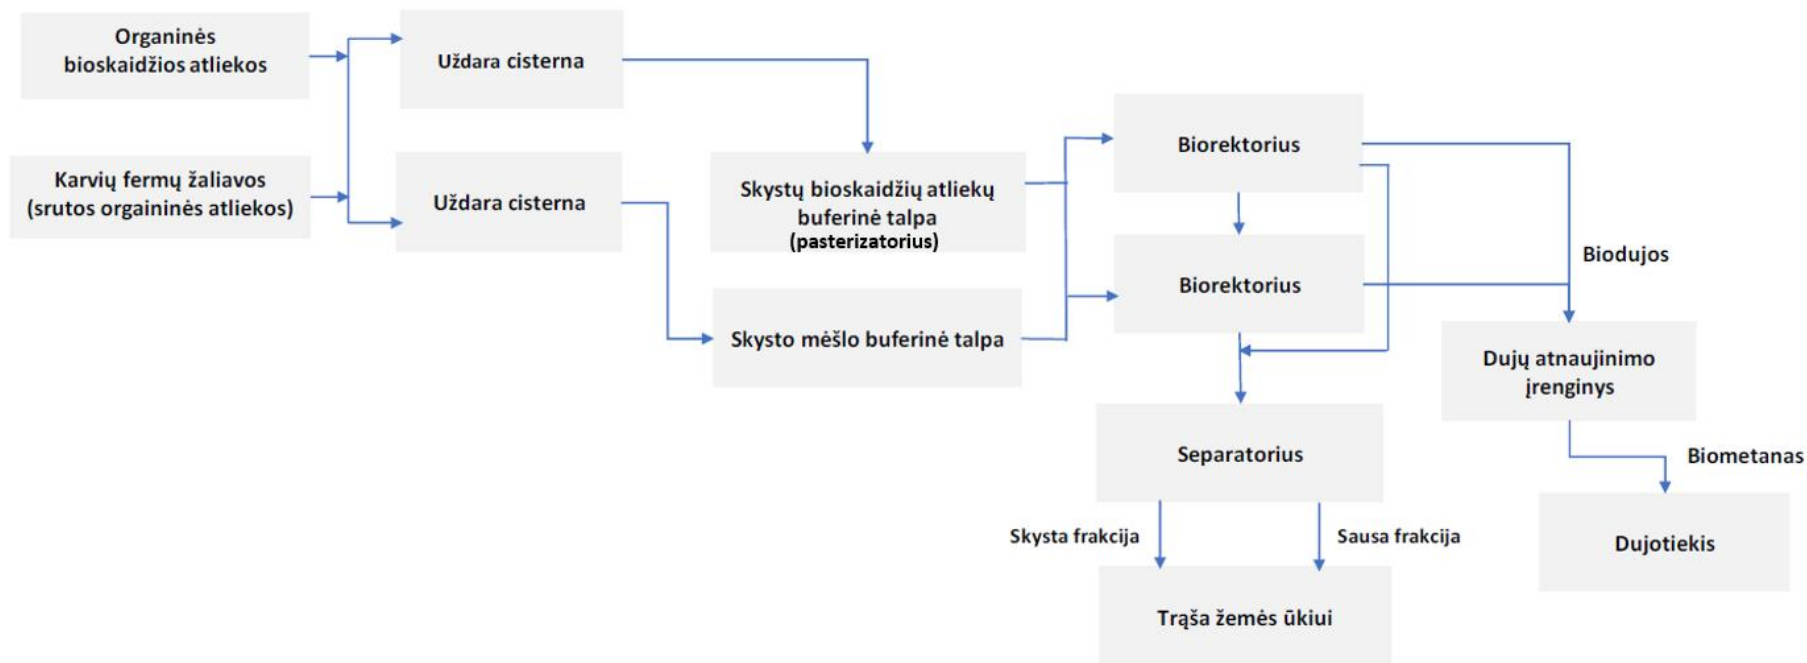 Organinės
bioskaidžios atliekos
Uždara cisterna
Karvių fermų žaliavos
(srutos orgaininės atliekos)
Uždara cisterna
Skystų bioskaidžių atliekų
buferinė talpa
(pasterizatorius)
Skysto mėšlo buferinė talpa
Biorektorius
Biorektorius
Biodujos
Dujų atnaujinimo
įrenginys
Biometanas
Dujotiekis
Separatorius
Skysta frakcija
Sausa frakcija
Trąša žemės ūkiui